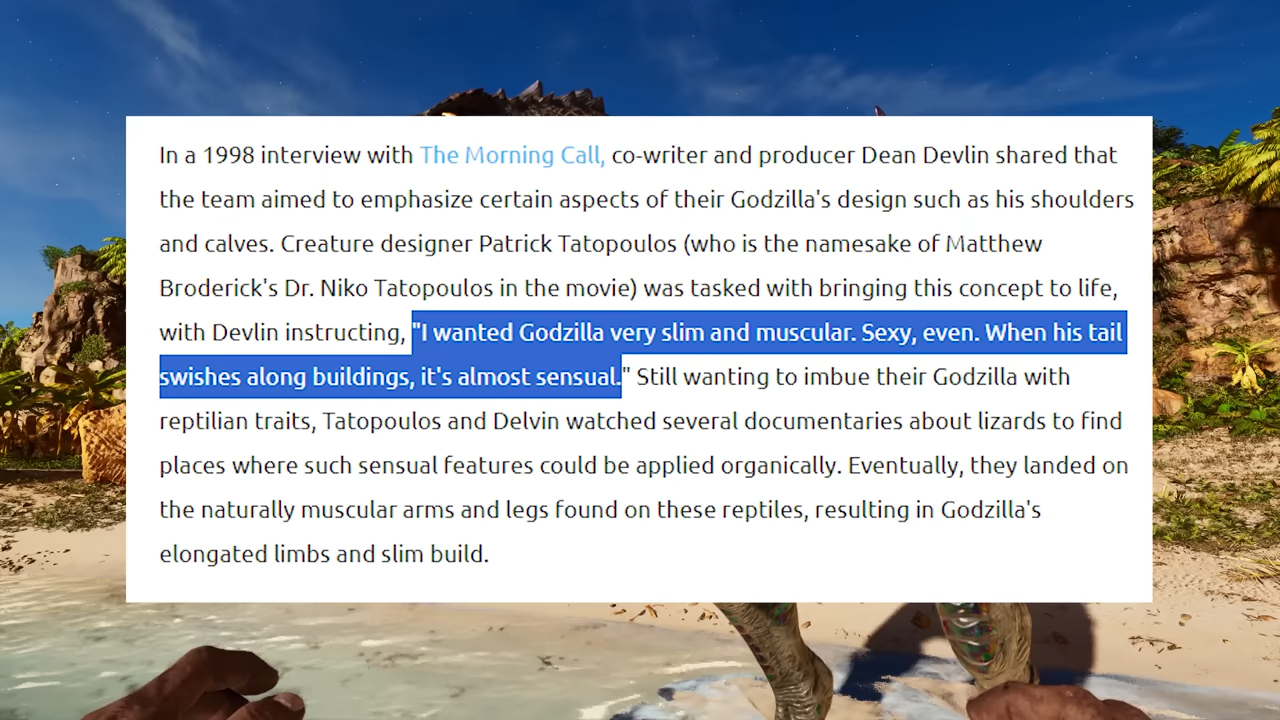 In a 1998 interview with The Morning Call, co-writer and producer Dean Devlin shared that
the team aimed to emphasize certain aspects of their Godzilla's design such as his shoulders
and calves. Creature designer Patrick Tatopoulos (who is the namesake of Matthew
Broderick's Dr. Niko Tatopoulos in the movie) was tasked with bringing this concept to life,
with Devlin instructing, "I wanted Godzilla very slim and muscular. Sexy, even. When his tail
swishes along buildings, it's almost sensual." Still wanting to imbue their Godzilla with
reptilian traits, Tatopoulos and Delvin watched several documentaries about lizards to find
places where such sensual features could be applied organically. Eventually, they landed on
the naturally muscular arms and legs found on these reptiles, resulting in Godzilla's
elongated limbs and slim build.